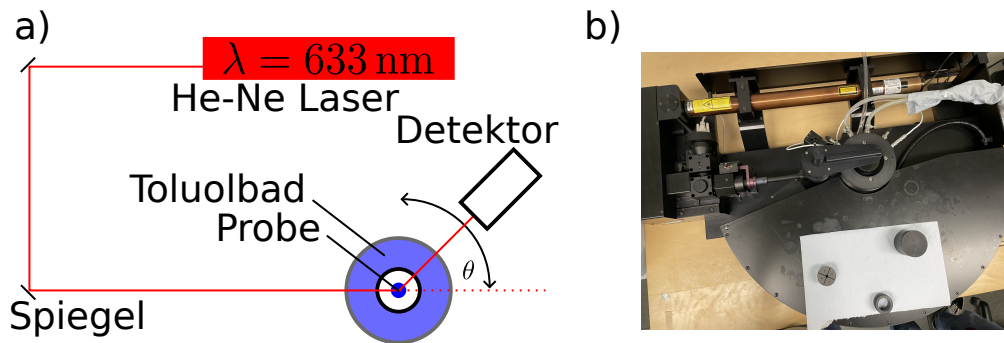 a)
λ = 633 nm
He-Ne Laser
Detektor
Toluolbad
Probe
θ
Spiegel
b)